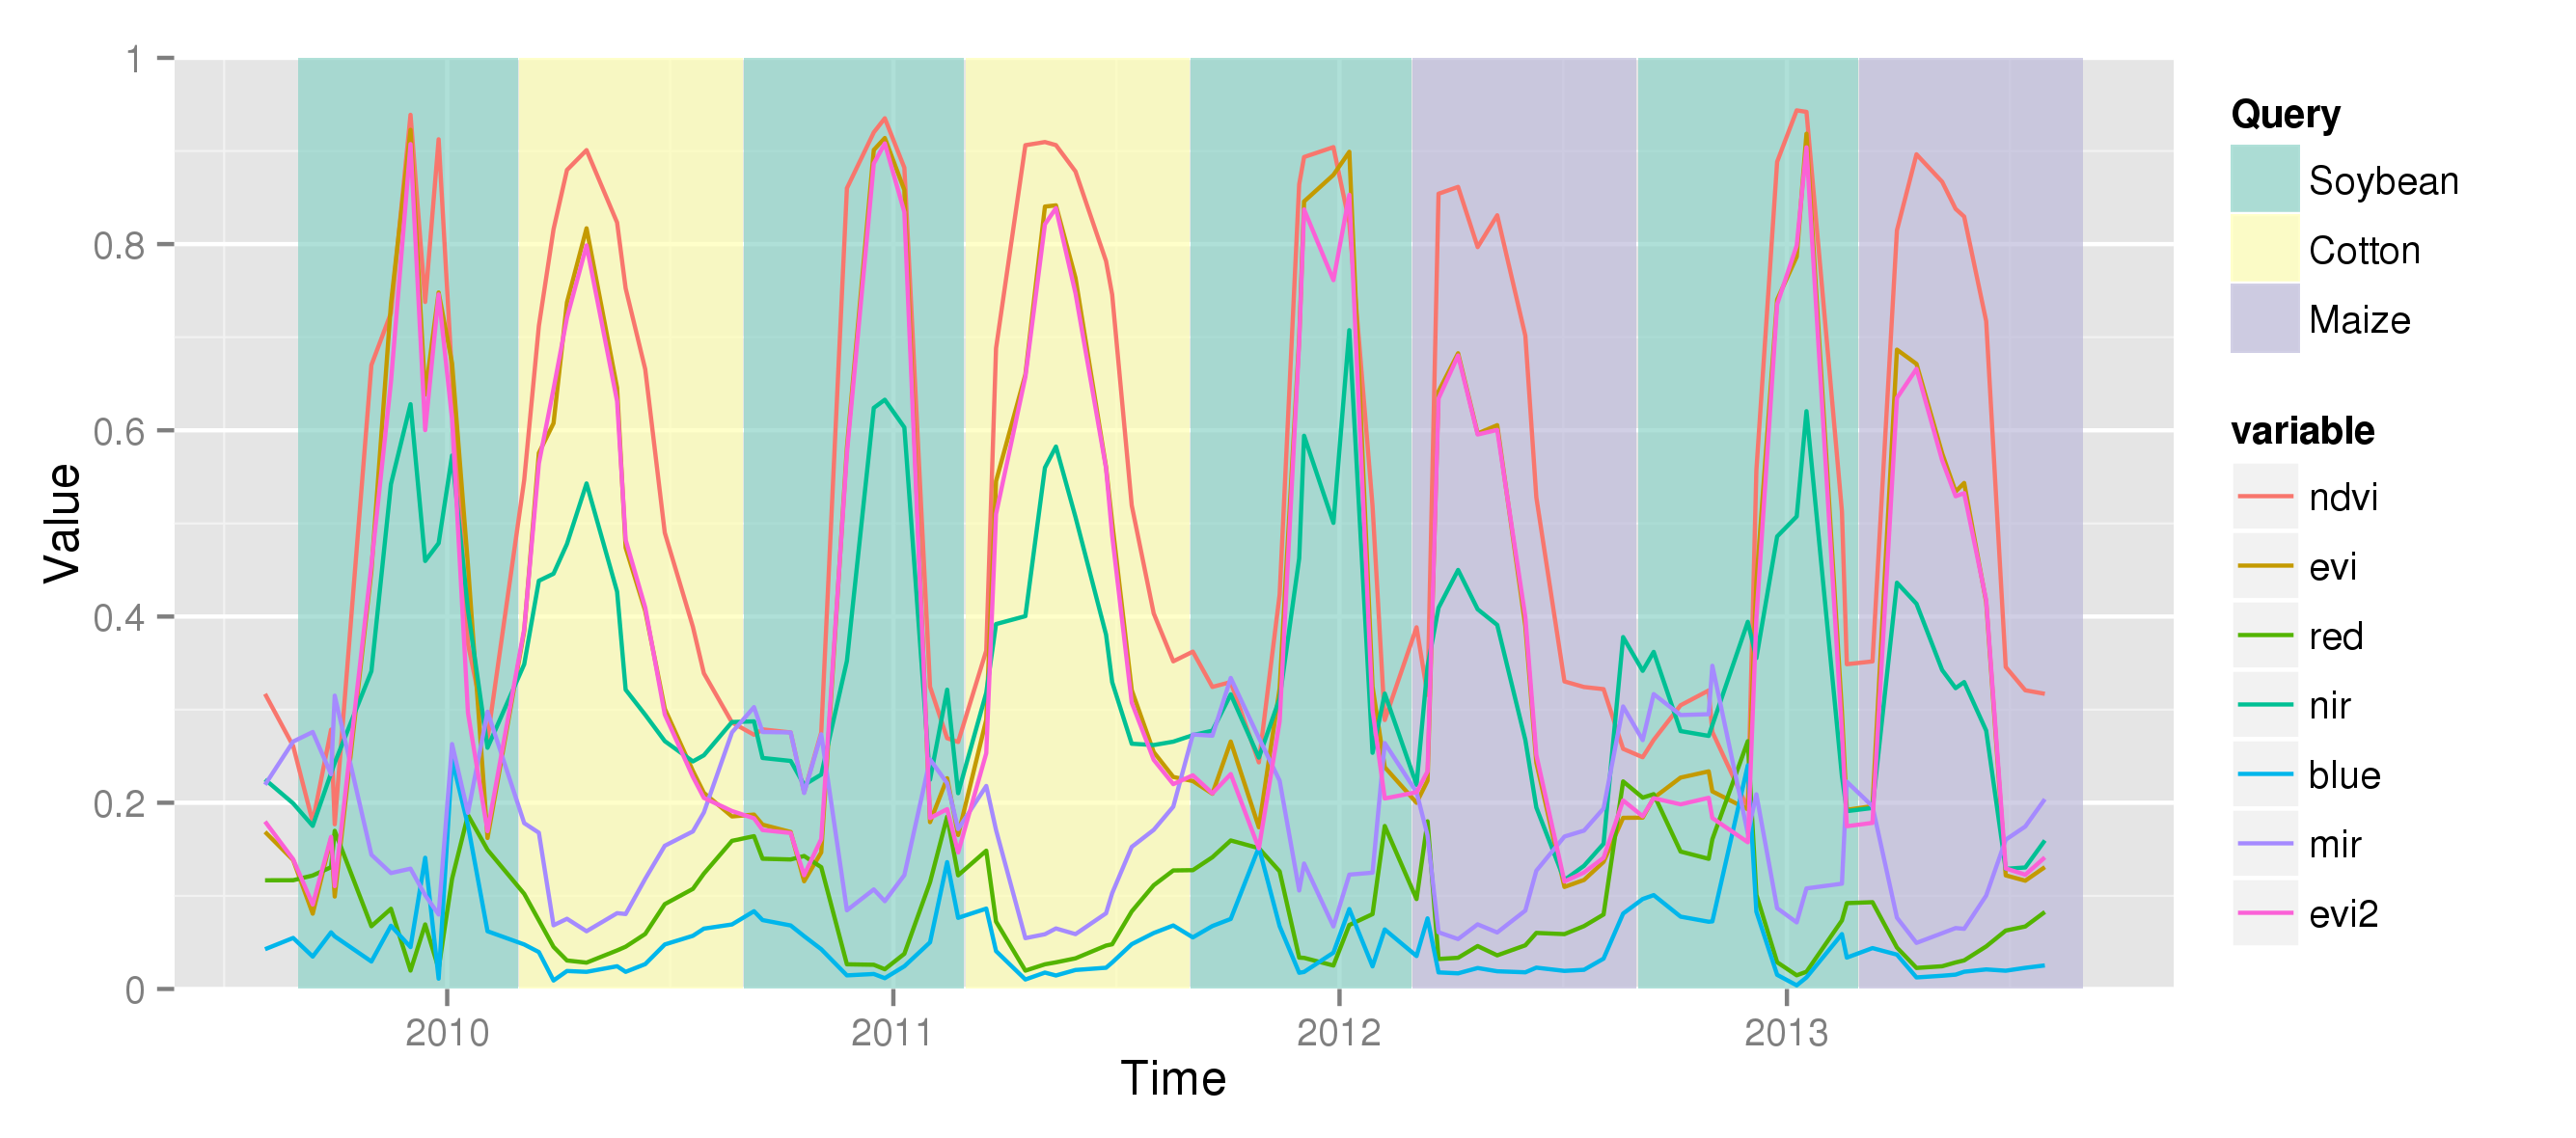 1
0.8
0.6
0.4
0.2
0
Value
2010
2011
2012
2013
Time
Query
Soybean
Cotton
Maize
variable
ndvi
evi
red
nir
blue
mir
evi2